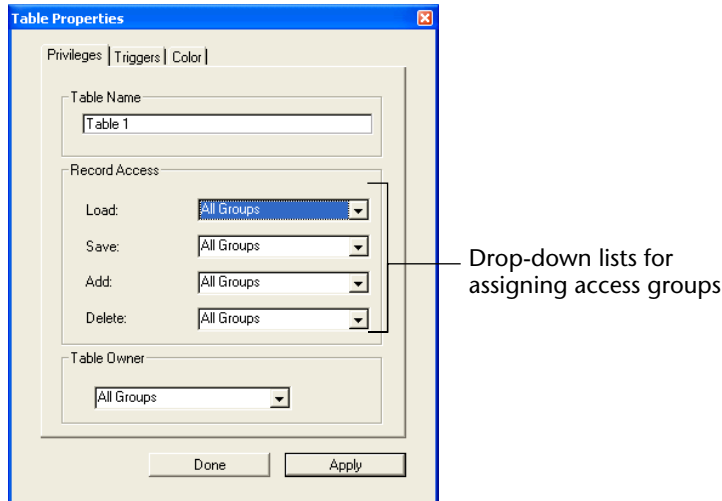 Table Properties
Privileges Triggers Color
Table Name
Table 1
Record Access
Load: All Groups
Save: All Groups
Add: All Groups
Delete: All Groups
Drop-down lists for
assigning access groups
Table Owner
All Groups
Done Apply